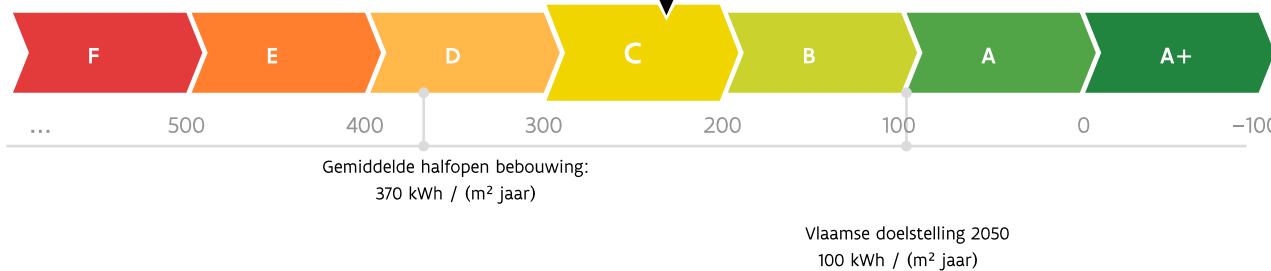 F E D C B A A+
... 500 400 300 200 100 0 –100
Gemiddelde halfopen bebouwing:
370 kWh / (m² jaar)
Vlaamse doelstelling 2050
100 kWh / (m² jaar)